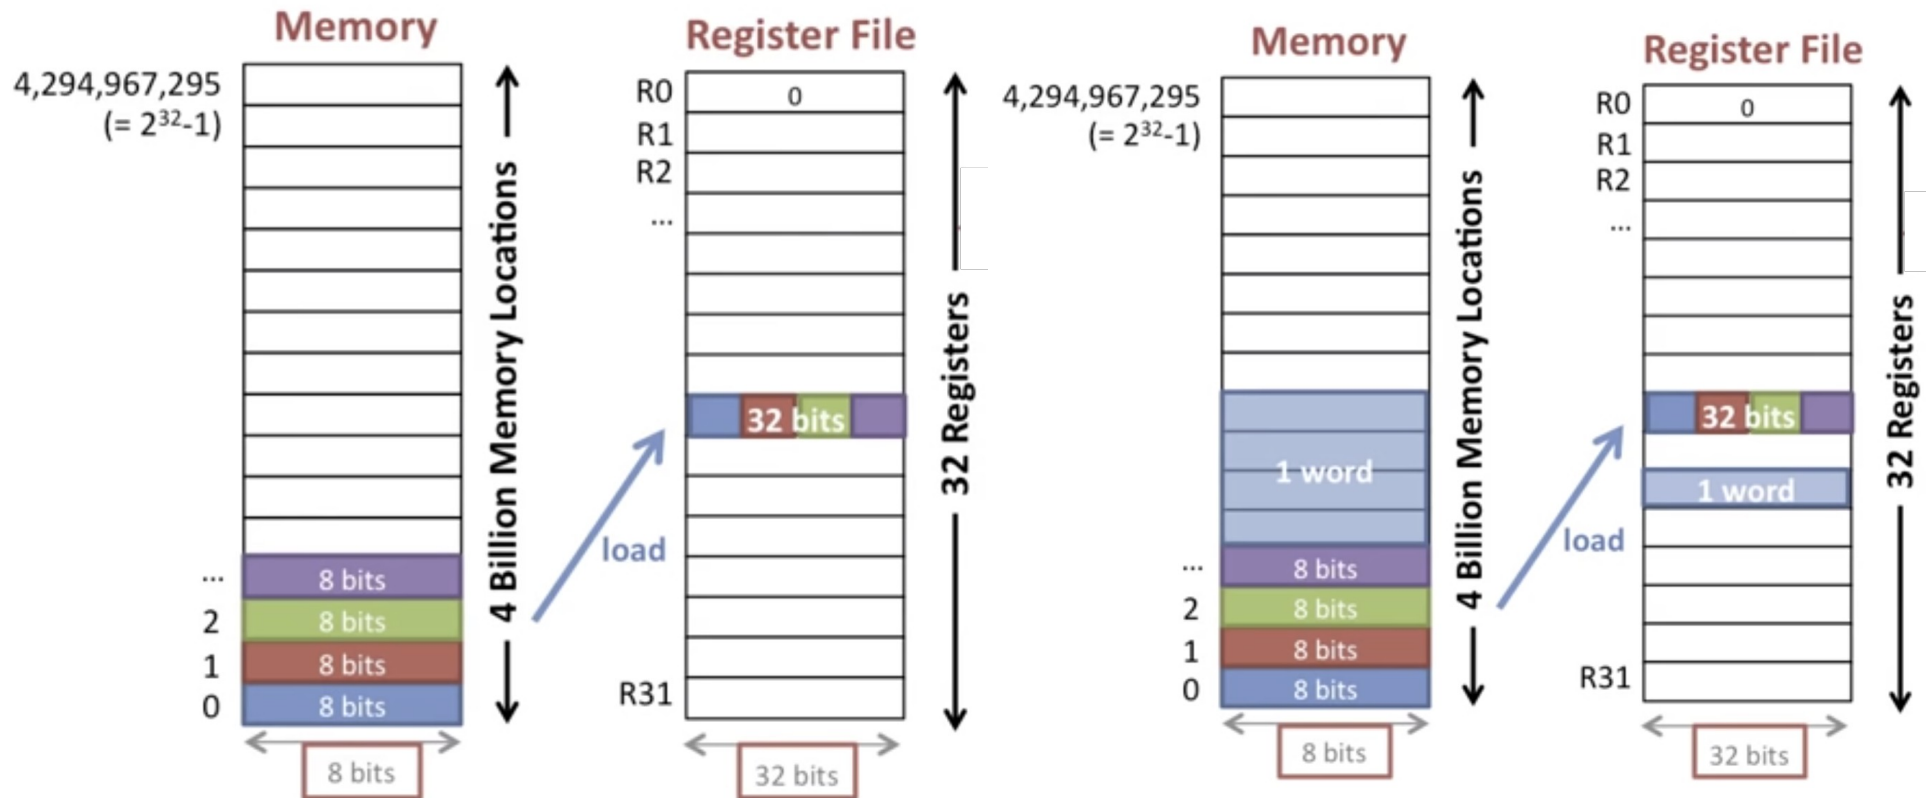 Memory
4,294,967,295
(= 2³²-1)
...
2
1
0
8 bits
8 bits
8 bits
8 bits
8 bits
4 Billion Memory Locations
load
Register File
R0
0
R1
R2
...
32 bits
R31
32 bits
32 Registers
Memory
4,294,967,295
(= 2³²-1)
1 word
...
2
1
0
8 bits
8 bits
8 bits
8 bits
8 bits
4 Billion Memory Locations
load
Register File
R0
0
R1
R2
...
32 bits
1 word
R31
32 bits
32 Registers